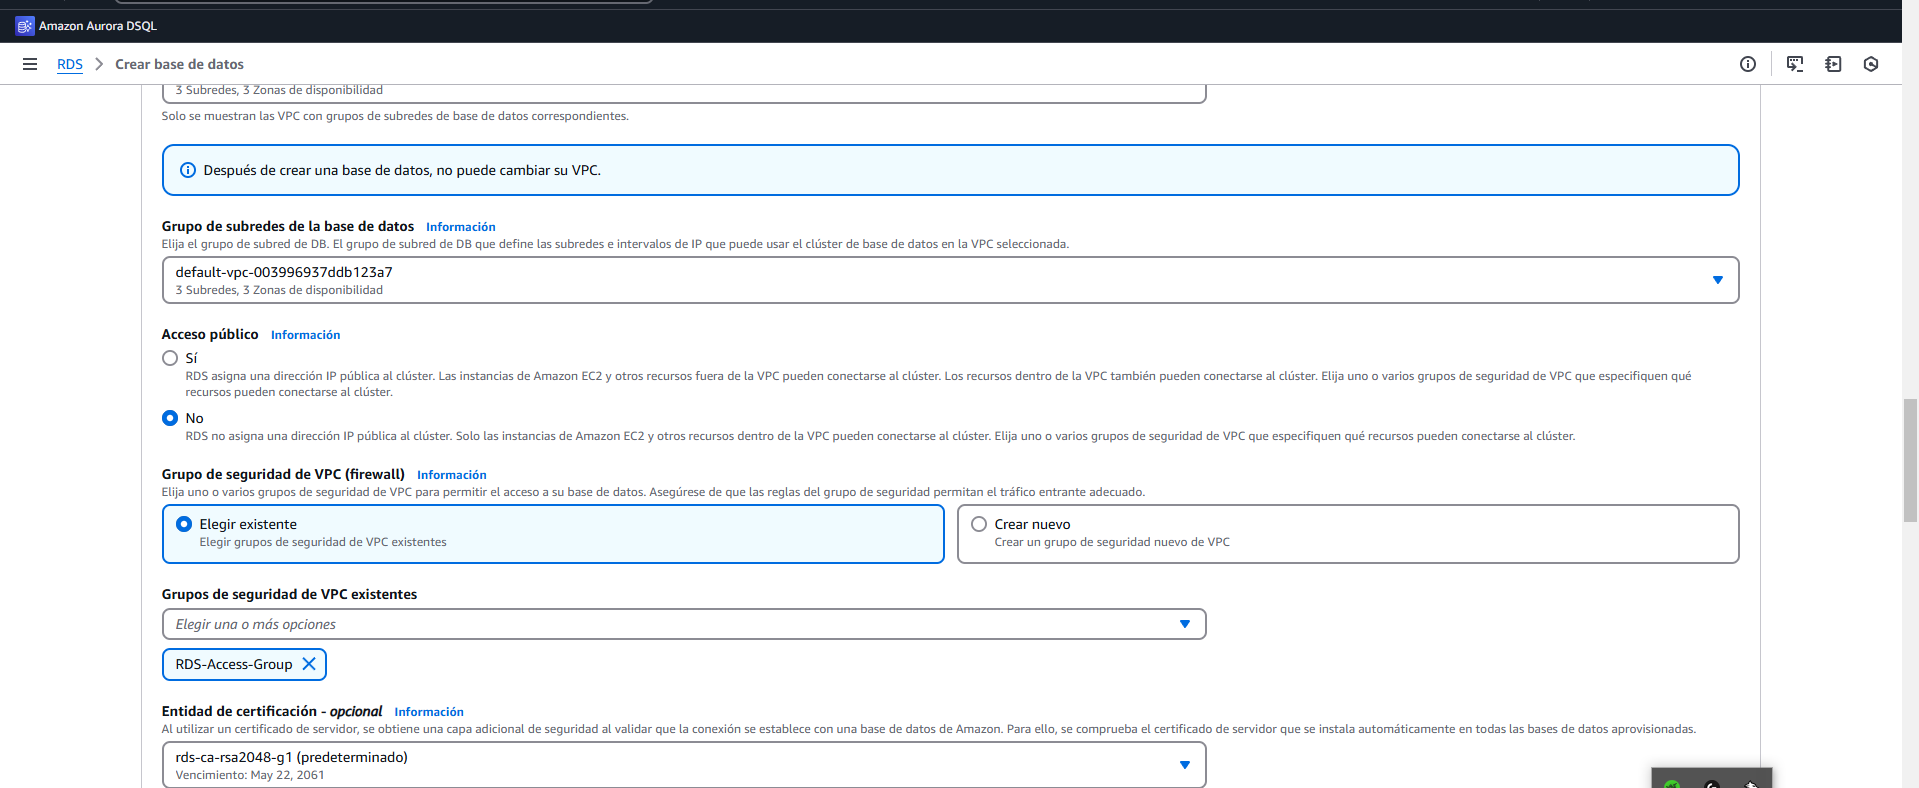 Amazon Aurora DSQL
RDS > Crear base de datos
3 Subredes, 3 Zonas de disponibilidad
Solo se muestran las VPC con grupos de subredes de base de datos correspondientes.
Después de crear una base de datos, no puede cambiar su VPC.
Grupo de subredes de la base de datos Información
Elija el grupo de subred de DB. El grupo de subred de DB que define las subredes e intervalos de IP que puede usar el clúster de base de datos en la VPC seleccionada.
default-vpc-003996937ddb123a7
3 Subredes, 3 Zonas de disponibilidad
Acceso público Información
Sí
RDS asigna una dirección IP pública al clúster. Las instancias de Amazon EC2 y otros recursos fuera de la VPC pueden conectarse al clúster. Los recursos dentro de la VPC también pueden conectarse al clúster. Elija uno o varios grupos de seguridad de VPC que especifiquen qué
recursos pueden conectarse al clúster.
No
RDS no asigna una dirección IP pública al clúster. Solo las instancias de Amazon EC2 y otros recursos dentro de la VPC pueden conectarse al clúster. Elija uno o varios grupos de seguridad de VPC que especifiquen qué recursos pueden conectarse al clúster.
Grupo de seguridad de VPC (firewall) Información
Elija uno o varios grupos de seguridad de VPC para permitir el acceso a su base de datos. Asegúrese de que las reglas del grupo de seguridad permitan el tráfico entrante adecuado.
Elegir existente
Elegir grupos de seguridad de VPC existentes
Crear nuevo
Crear un grupo de seguridad nuevo de VPC
Grupos de seguridad de VPC existentes
Elegir una o más opciones
RDS-Access-Group
Entidad de certificación - opcional Información
Al utilizar un certificado de servidor, se obtiene una capa adicional de seguridad al validar que la conexión se establece con una base de datos de Amazon. Para ello, se comprueba el certificado de servidor que se instala automáticamente en todas las bases de datos aprovisionadas.
rds-ca-rsa2048-g1 (predeterminado)
Vencimiento: May 22, 2061